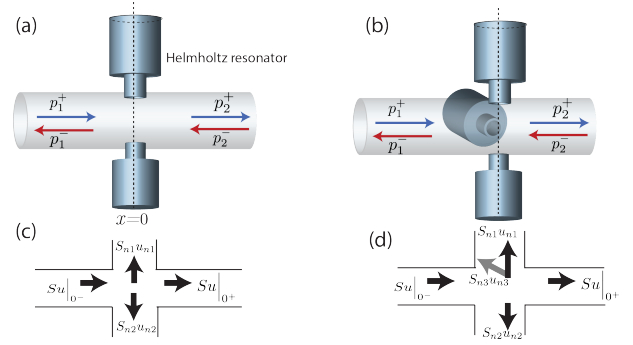 (a)
Helmholtz resonator
p₁⁺
p₂⁺
p₁⁻
p₂⁻
x=0
(b)
p₁⁺
p₂⁺
p₁⁻
p₂⁻
(c)
Sₙ₁uₙ₁
Su|₀⁻
Su|₀⁺
Sₙ₂uₙ₂
(d)
Sₙ₁uₙ₁
Su|₀⁻
Sₙ₃uₙ₃
Su|₀⁺
Sₙ₂uₙ₂